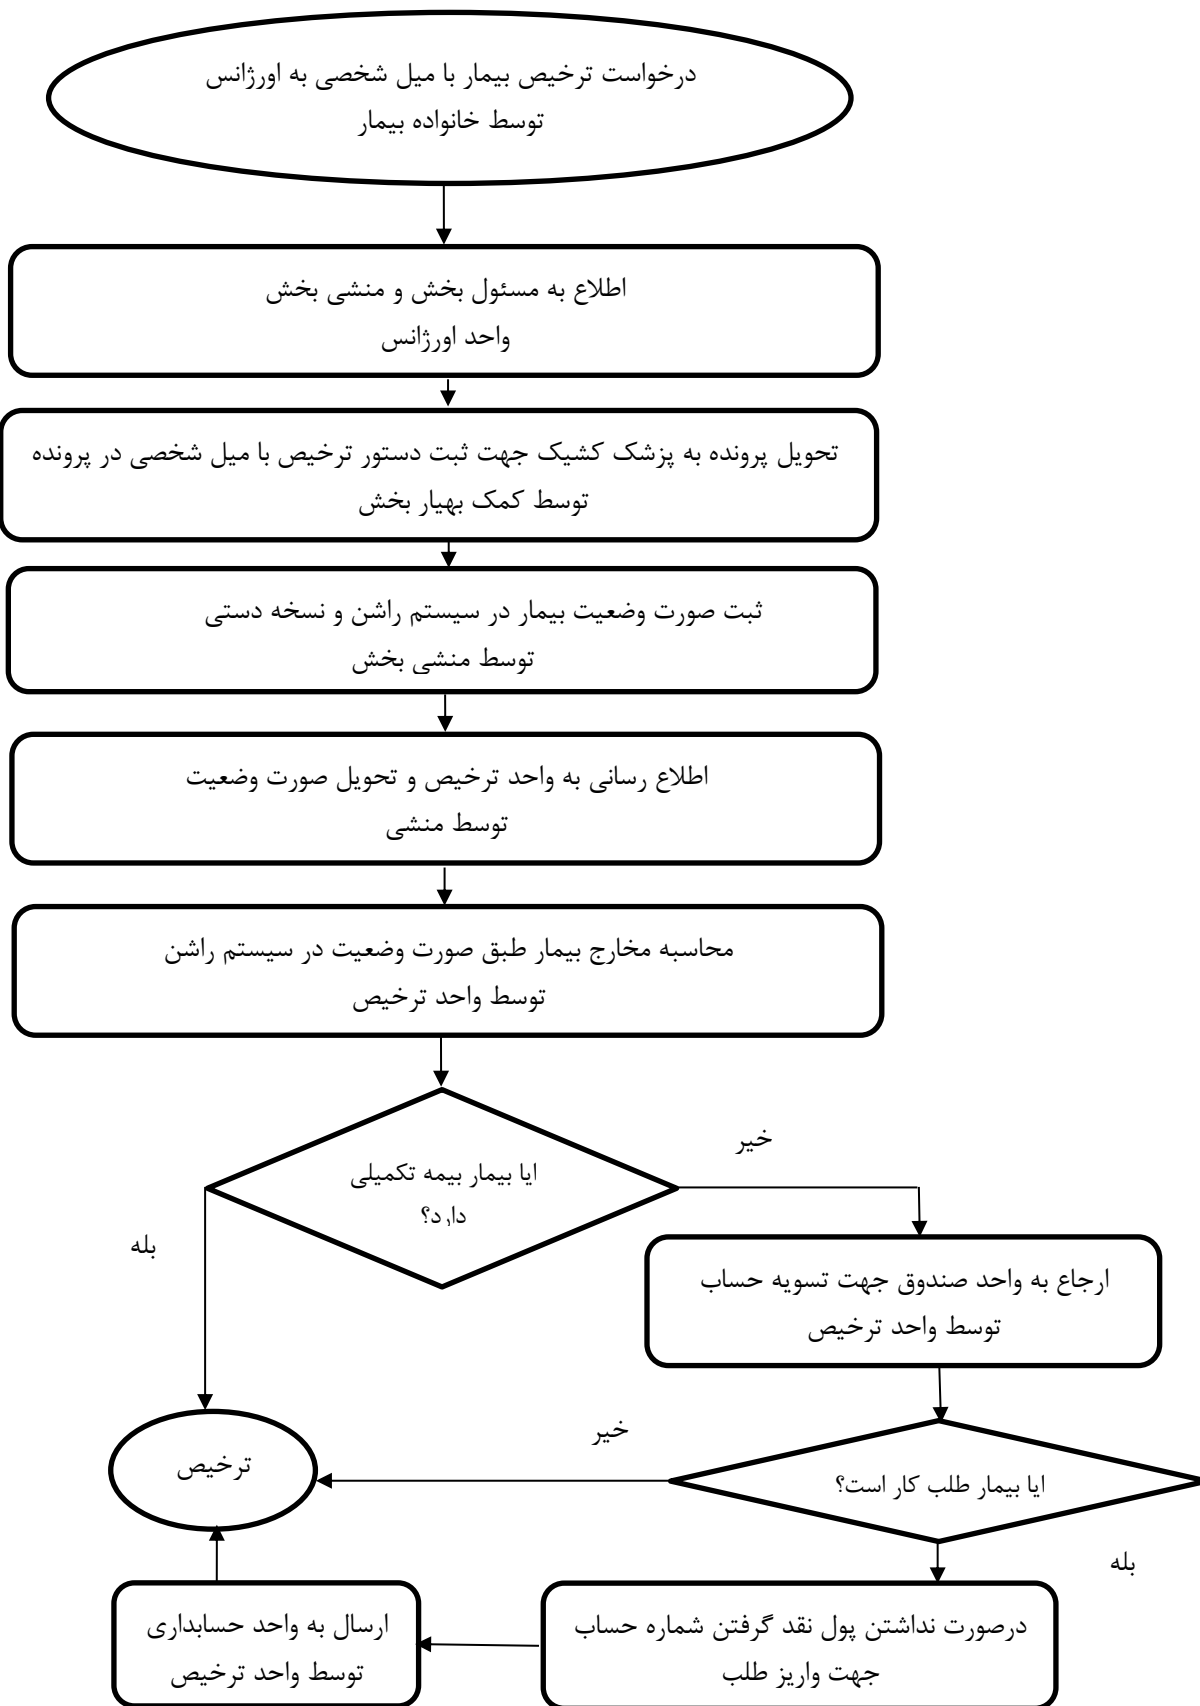 درخواست ترخیص بیمار با میل شخصی به اورژانس
توسط خانواده بیمار
اطلاع به مسئول بخش و منشی بخش
واحد اورژانس
تحویل پرونده به پزشک کشیک جهت ثبت دستور ترخیص با میل شخصی در پرونده
توسط کمک بهیار بخش
ثبت صورت وضعیت بیمار در سیستم راشن و نسخه دستی
توسط منشی بخش
اطلاع رسانی به واحد ترخیص و تحویل صورت وضعیت
توسط منشی
محاسبه مخارج بیمار طبق صورت وضعیت در سیستم راشن
توسط واحد ترخیص
ایا بیمار بیمه تکمیلی
دارد؟
خیر
بله
ارجاع به واحد صندوق جهت تسویه حساب
توسط واحد ترخیص
ایا بیمار طلب کار است؟
خیر
ترخیص
بله
درصورت نداشتن پول نقد گرفتن شماره حساب
جهت واریز طلب
ارسال به واحد حسابداری
توسط واحد ترخیص